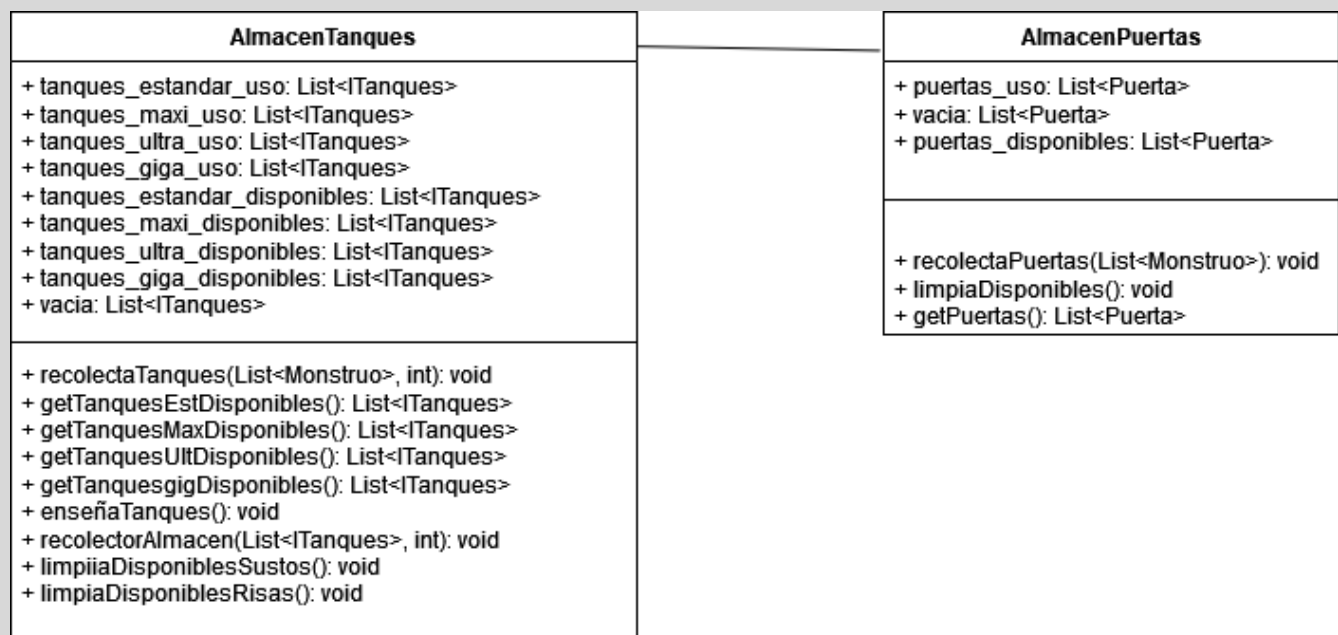 AlmacenTanques
+ tanques_estandar_uso: List<ITanques>
+ tanques_maxi_uso: List<ITanques>
+ tanques_ultra_uso: List<ITanques>
+ tanques_giga_uso: List<ITanques>
+ tanques_estandar_disponibles: List<ITanques>
+ tanques_maxi_disponibles: List<ITanques>
+ tanques_ultra_disponibles: List<ITanques>
+ tanques_giga_disponibles: List<ITanques>
+ vacia: List<ITanques>
+ recolectaTanques(List<Monstruo>, int): void
+ getTanquesEstDisponibles(): List<ITanques>
+ getTanquesMaxDisponibles(): List<ITanques>
+ getTanquesUltDisponibles(): List<ITanques>
+ getTanquesgigDisponibles(): List<ITanques>
+ enseñaTanques(): void
+ recolectorAlmacen(List<ITanques>, int): void
+ limpiiaDisponiblesSustos(): void
+ limpiaDisponiblesRisas(): void
AlmacenPuertas
+ puertas_uso: List<Puerta>
+ vacia: List<Puerta>
+ puertas_disponibles: List<Puerta>
+ recolectaPuertas(List<Monstruo>): void
+ limpiaDisponibles(): void
+ getPuertas(): List<Puerta>